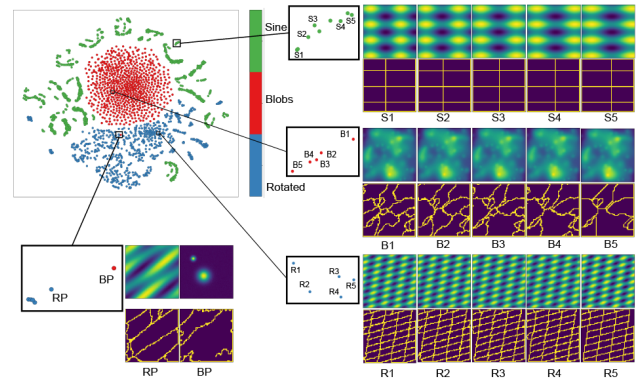 Sine
Blobs
Rotated
S3
S5
S2
S4
S1
S1 S2 S3 S4 S5
B1
B4 B2
B3
B5
B1 B2 B3 B4 B5
BP
RP
RP BP
R1
R3
R5
R2
R4
R1 R2 R3 R4 R5